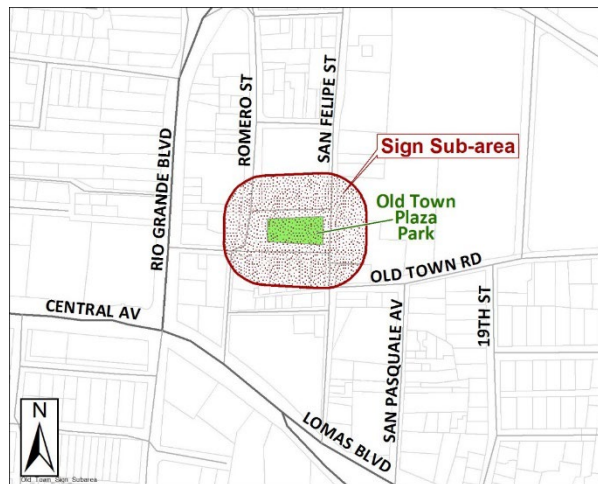 SAN FELIPE ST
ROMERO ST
RIO GRANDE BLVD
Sign Sub-area
Old Town
Plaza
Park
OLD TOWN RD
CENTRAL AV
SAN PASQUALE AV
19TH ST
LOMAS BLVD
N
Old_Town_Sign_Subarea